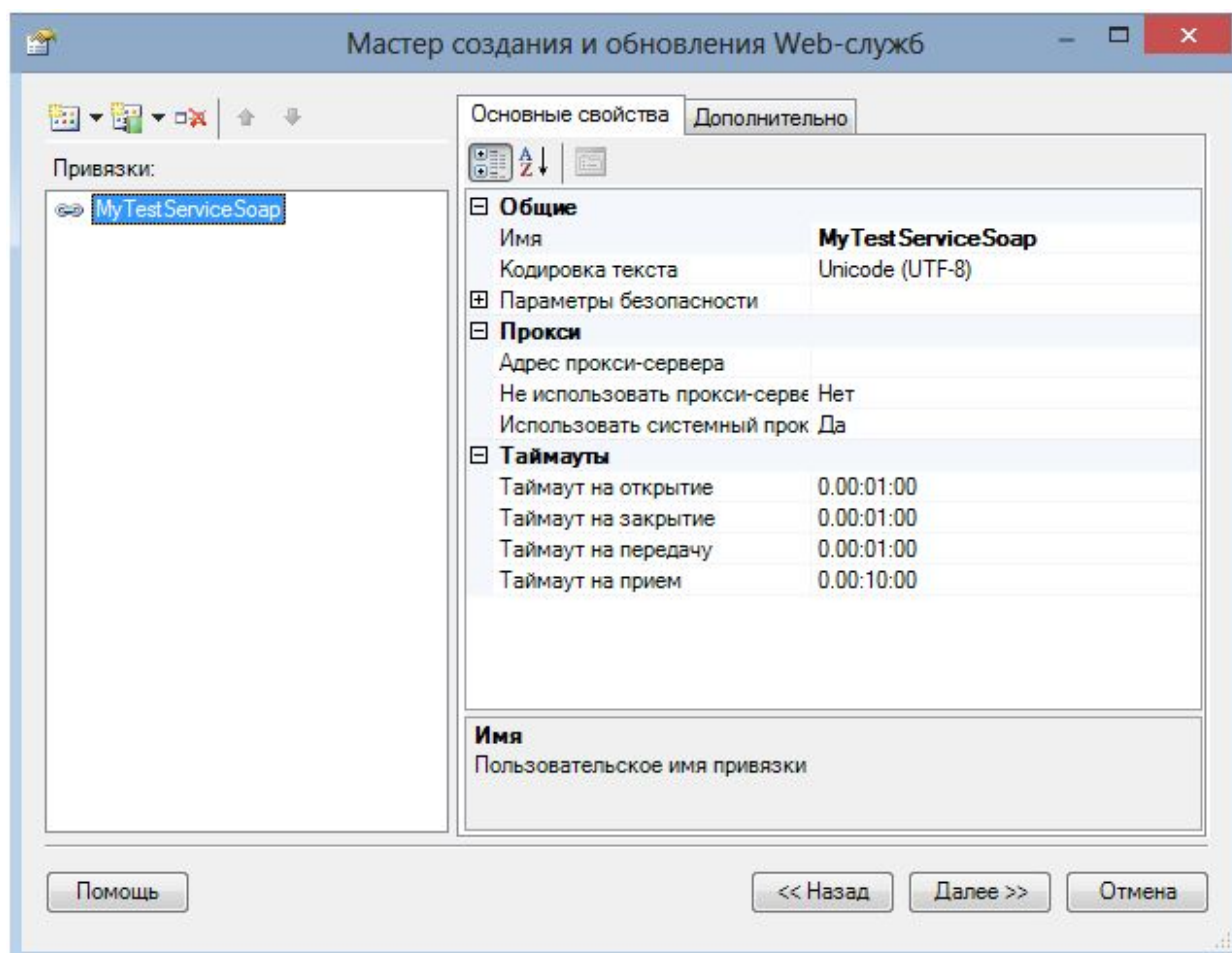 Мастер создания и обновления Web-служб
Основные свойства
Дополнительно
Привязки:
MyTestServiceSoap
Общие
Имя MyTestServiceSoap
Кодировка текста Unicode (UTF-8)
Параметры безопасности
Прокси
Адрес прокси-сервера
Не использовать прокси-серве Нет
Использовать системный прок Да
Таймауты
Таймаут на открытие 0.00:01:00
Таймаут на закрытие 0.00:01:00
Таймаут на передачу 0.00:01:00
Таймаут на прием 0.00:10:00
Имя
Пользовательское имя привязки
Помощь
<< Назад
Далее >>
Отмена